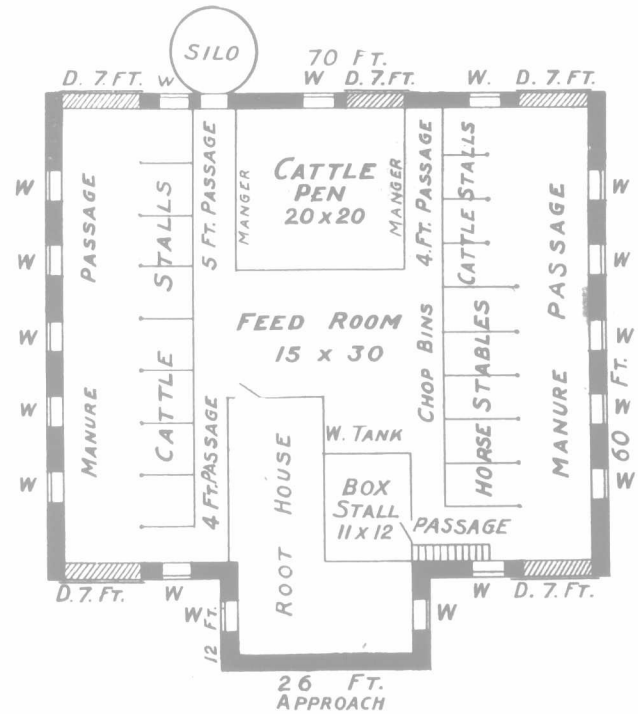 SILO
70 FT.
D. 7. FT.
W
W
D. 7. FT.
W.
D. 7 FT.
PASSAGE
STALLS
5 FT. PASSAGE
MANGER
CATTLE
PEN
20 x 20
MANGER
4. FT. PASSAGE
CATTLE STALLS
PASSAGE
W
W
W
W
W
W
W
W
W
W
FEED ROOM
15 x 30
CHOP BINS
HORSE STABLES
MANURE
60 FT.
MANURE
CATTLE
4 FT. PASSAGE
ROOT HOUSE
W. TANK
BOX
STALL
11 x 12
PASSAGE
D. 7. FT.
W
W
12 FT.
W
W
D. 7. FT.
26 FT.
APPROACH